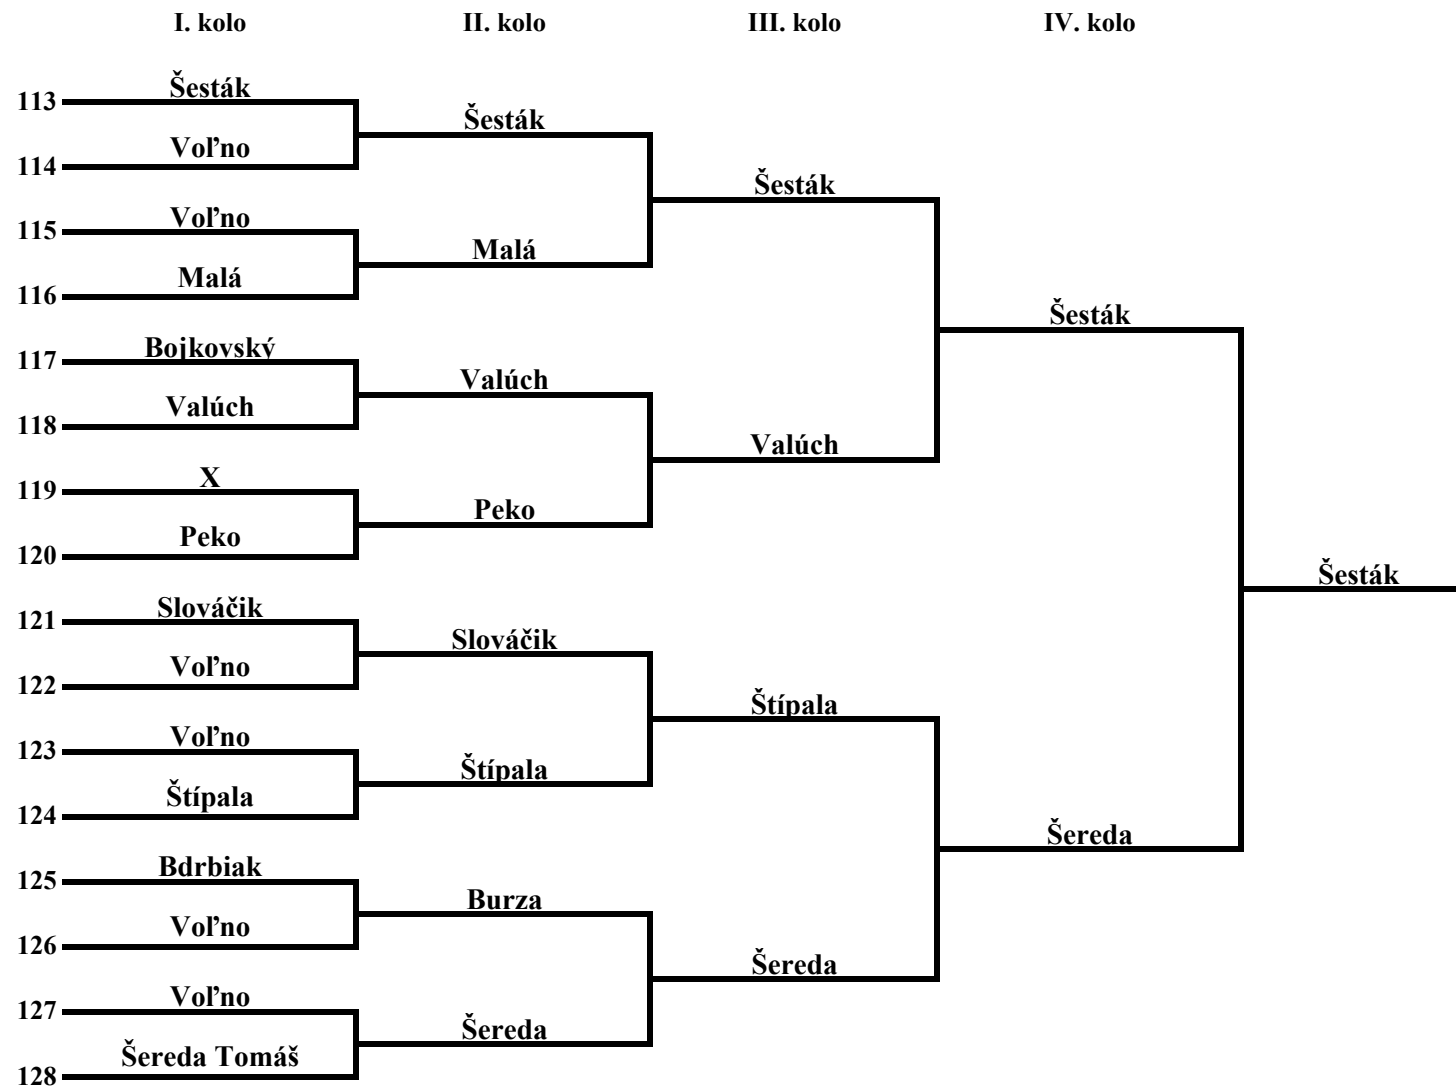 I. kolo II. kolo III. kolo IV. kolo
113 Šesták
Šesták
114 Voľno
Šesták
115 Voľno
Malá
116 Malá
Šesták
117 Bojkovský
Valúch
118 Valúch
Valúch
119 X
Peko
120 Peko
Šesták
121 Slováčik
Slováčik
122 Voľno
Štípala
123 Voľno
Štípala
124 Štípala
Šereda
125 Bdrbiak
Burza
126 Voľno
Šereda
127 Voľno
Šereda
128 Šereda Tomáš